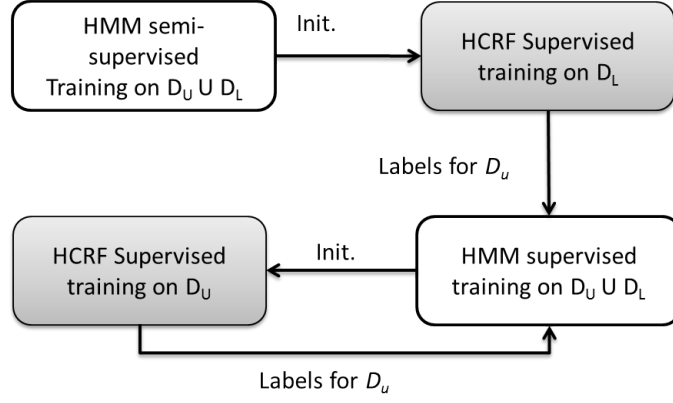 HMM semi-
supervised
Training on D_U U D_L
Init.
HCRF Supervised
training on D_L
Labels for D_u
HCRF Supervised
training on D_U
Init.
HMM supervised
training on D_U U D_L
Labels for D_u